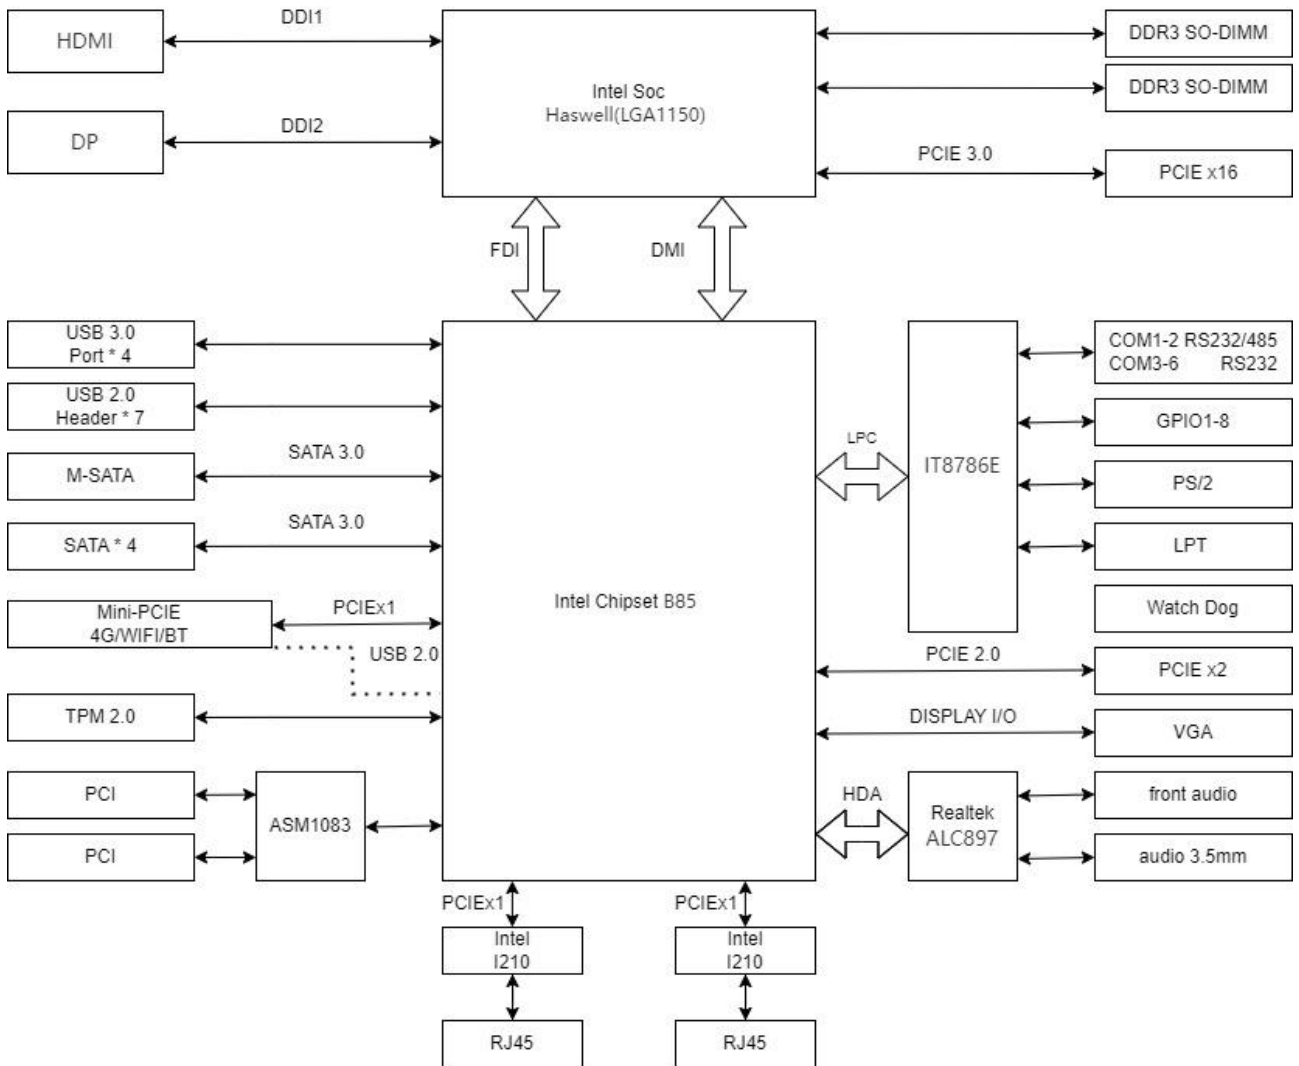 HDMI
DDI1
DP
DDI2
Intel Soc
Haswell(LGA1150)
DDR3 SO-DIMM
DDR3 SO-DIMM
PCIE 3.0
PCIE x16
FDI
DMI
USB 3.0
Port * 4
USB 2.0
Header * 7
M-SATA
SATA 3.0
SATA * 4
SATA 3.0
Mini-PCIE
4G/WIFI/BT
PCIEx1
USB 2.0
TPM 2.0
PCI
PCI
ASM1083
Intel Chipset B85
LPC
IT8786E
COM1-2 RS232/485
COM3-6 RS232
GPIO1-8
PS/2
LPT
Watch Dog
PCIE 2.0
PCIE x2
DISPLAY I/O
VGA
HDA
Realtek
ALC897
front audio
audio 3.5mm
PCIEx1
Intel
I210
RJ45
PCIEx1
Intel
I210
RJ45